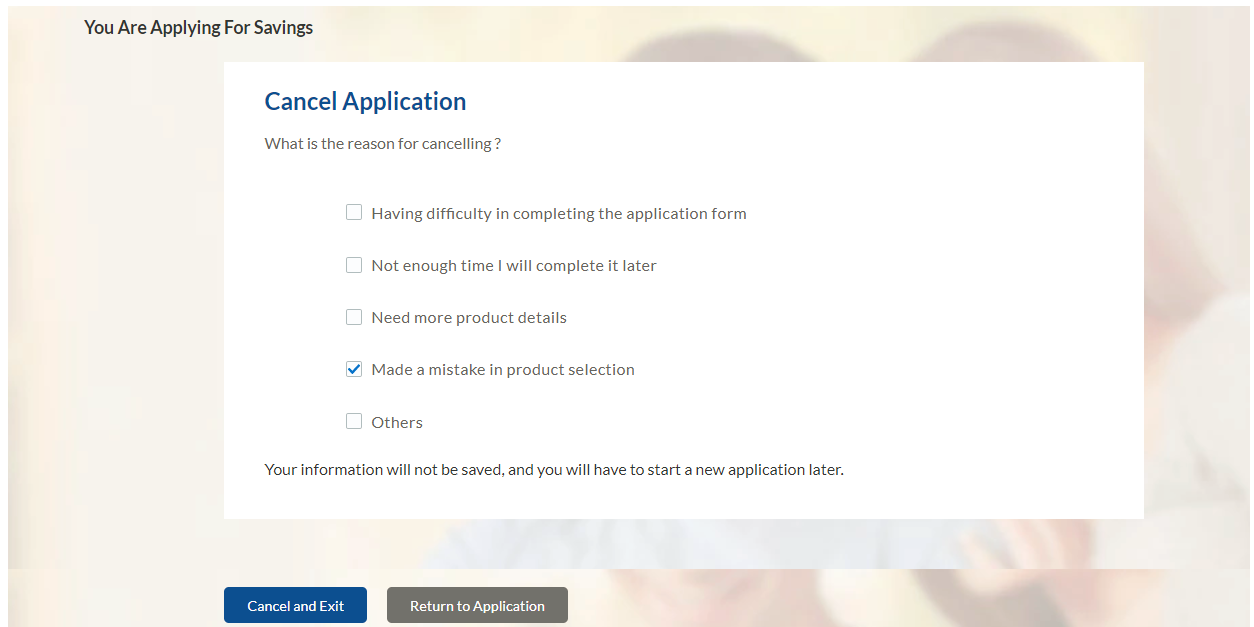 You Are Applying For Savings
Cancel Application
What is the reason for cancelling ?
Having difficulty in completing the application form
Not enough time I will complete it later
Need more product details
Made a mistake in product selection
Others
Your information will not be saved, and you will have to start a new application later.
Cancel and Exit
Return to Application